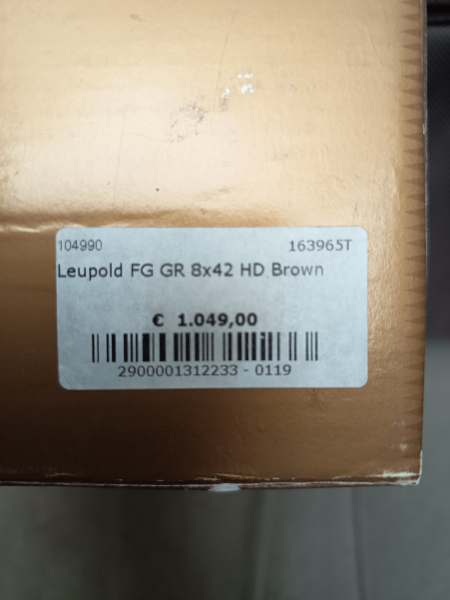 104990 163965T
Leupold FG GR 8x42 HD Brown
€ 1.049,00
2900001312233 - 0119